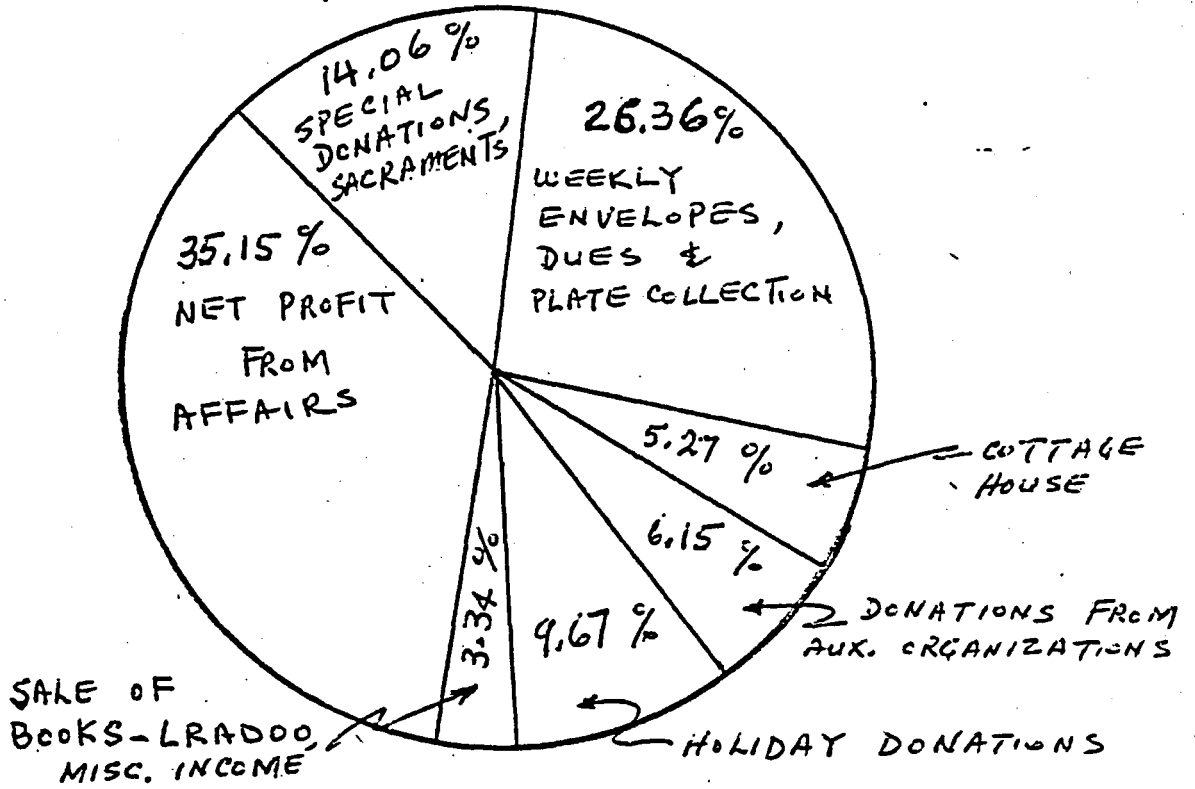 14.06 %
SPECIAL
DONATIONS,
SACRAMENTS
26.36%
WEEKLY
ENVELOPES,
DUES &
PLATE COLLECTION
35.15 %
NET PROFIT
FROM
AFFAIRS
5.27 %
COTTAGE
HOUSE
6.15 %
DONATIONS FROM
AUX. ORGANIZATIONS
9.67 %
HOLIDAY DONATIONS
3.34 %
SALE OF
BOOKS-LRADOO,
MISC. INCOME